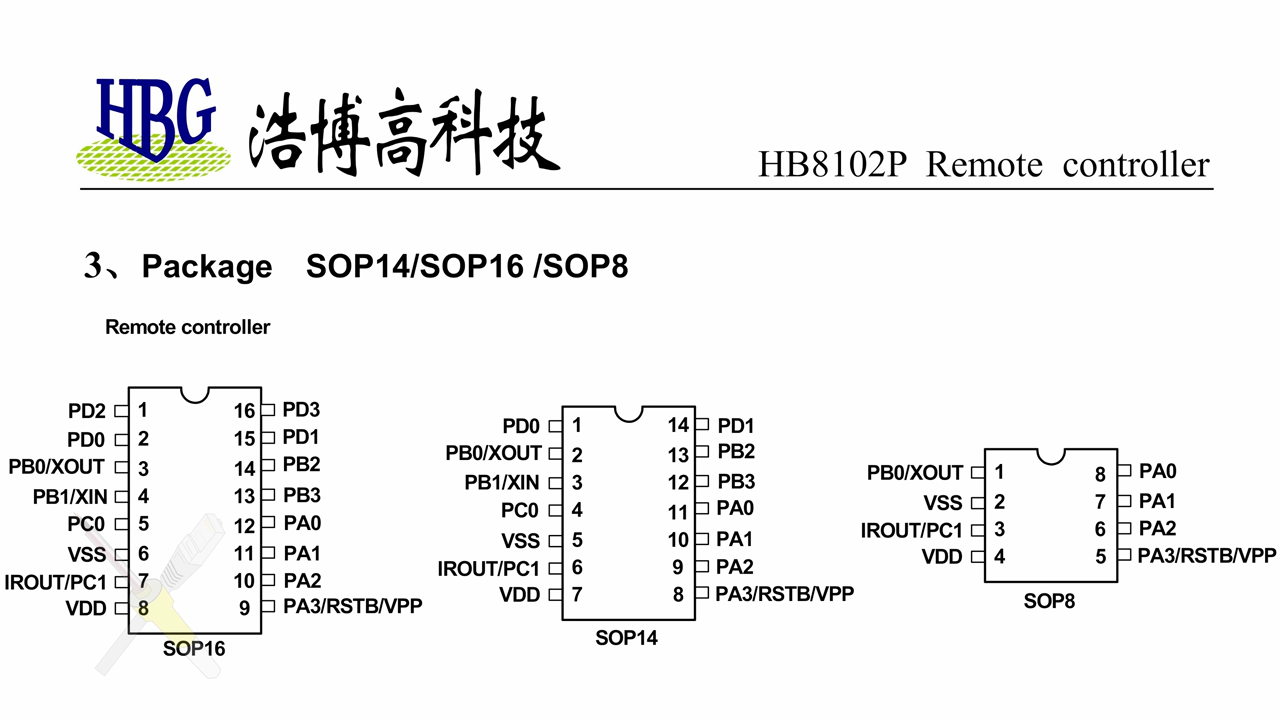 HBG 浩博高科技
HB8102P Remote controller
3、Package SOP14/SOP16 /SOP8
Remote controller
PD2 1 16 PD3
PD0 2 15 PD1
PB0/XOUT 3 14 PB2
PB1/XIN 4 13 PB3
PC0 5 12 PA0
VSS 6 11 PA1
IROUT/PC1 7 10 PA2
VDD 8 9 PA3/RSTB/VPP
SOP16
PD0 1 14 PD1
PB0/XOUT 2 13 PB2
PB1/XIN 3 12 PB3
PC0 4 11 PA0
VSS 5 10 PA1
IROUT/PC1 6 9 PA2
VDD 7 8 PA3/RSTB/VPP
SOP14
PB0/XOUT 1 8 PA0
VSS 2 7 PA1
IROUT/PC1 3 6 PA2
VDD 4 5 PA3/RSTB/VPP
SOP8